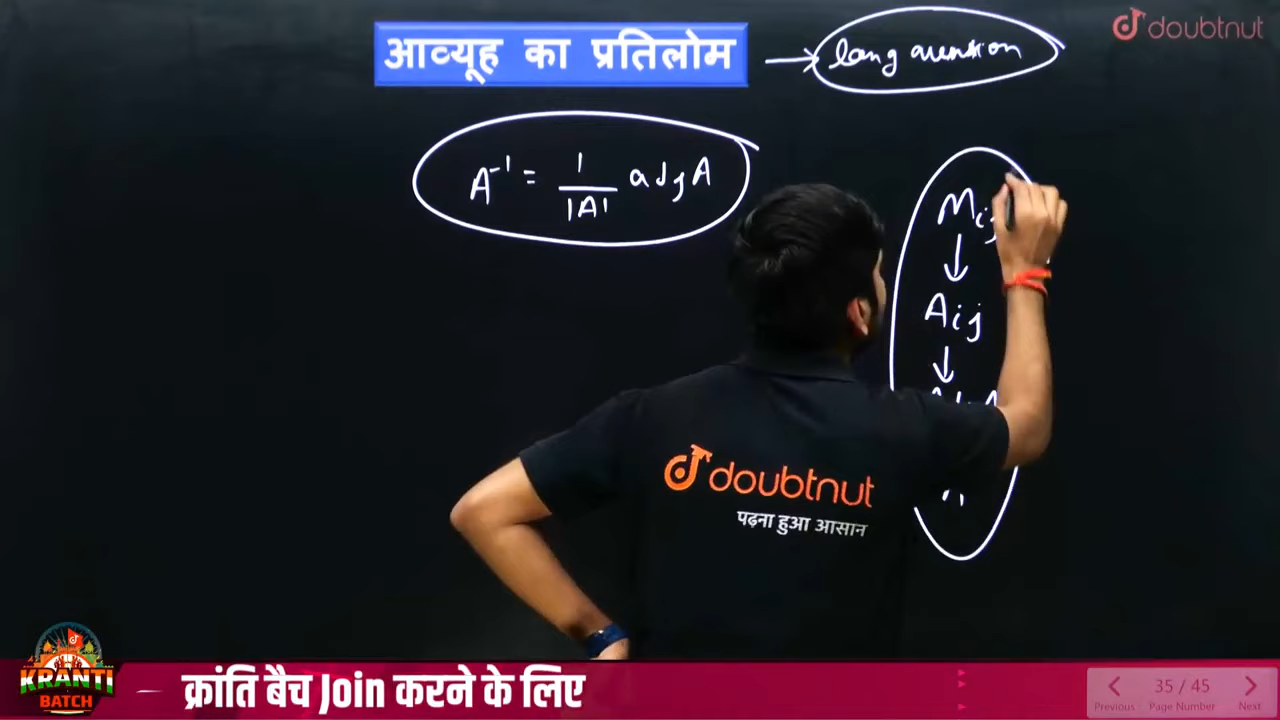 आव्यूह का प्रतिलोम → long question
doubtnut
A⁻¹ = 1/|A| adj A
Mij
↓
Aij
↓
doubtnut
पढ़ना हुआ आसान
KRANTI
BATCH
क्रांति बैच Join करने के लिए
35 / 45
Previous Page Number Next